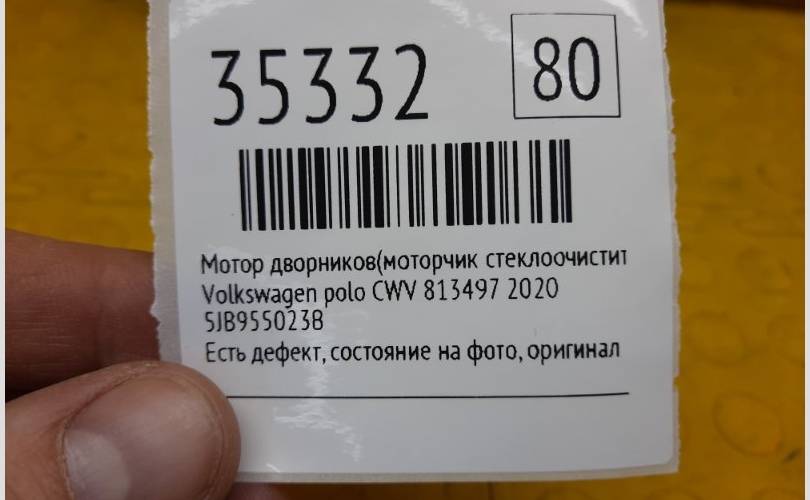 35332
80
Мотор дворников(моторчик стеклоочистит
Volkswagen polo CWV 813497 2020
5JB955023B
Есть дефект, состояние на фото, оригинал